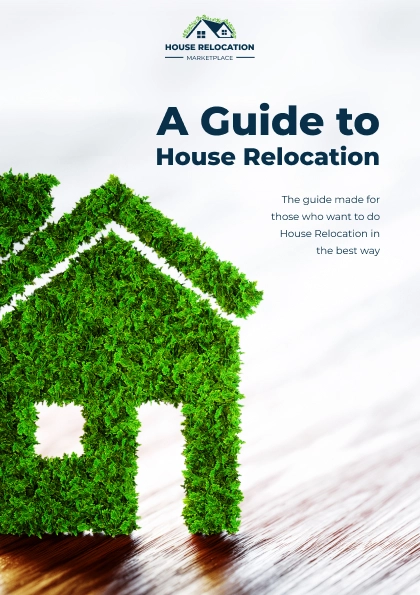 HOUSE RELOCATION
MARKETPLACE
A Guide to
House Relocation
The guide made for
those who want to do
House Relocation in
the best way